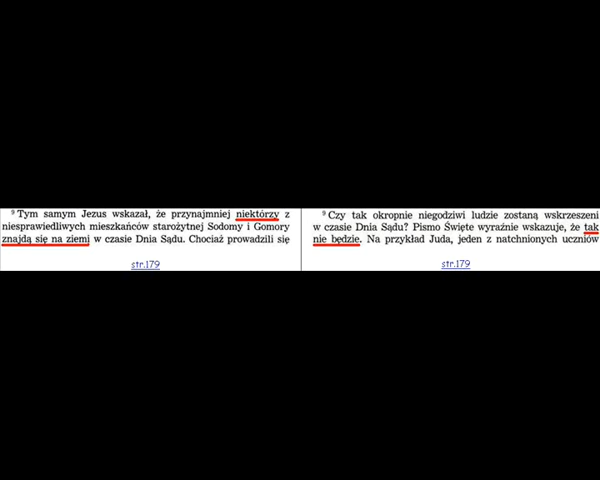 ⁹ Tym samym Jezus wskazał, że przynajmniej niektórzy z
niesprawiedliwych mieszkańców starożytnej Sodomy i Gomory
znajdą się na ziemi w czasie Dnia Sądu. Chociaż prowadzili się
str.179
⁹ Czy tak okropnie niegodziwi ludzie zostaną wskrzeszeni
w czasie Dnia Sądu? Pismo Święte wyraźnie wskazuje, że tak
nie będzie. Na przykład Juda, jeden z natchnionych uczniów
str.179